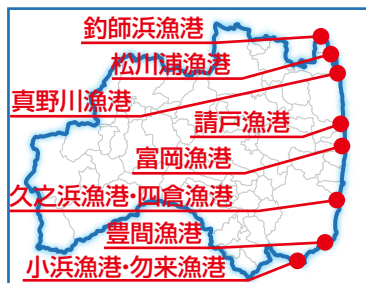 釣師浜漁港
松川浦漁港
真野川漁港
請戸漁港
富岡漁港
久之浜漁港・四倉漁港
豊間漁港
小浜漁港・勿来漁港